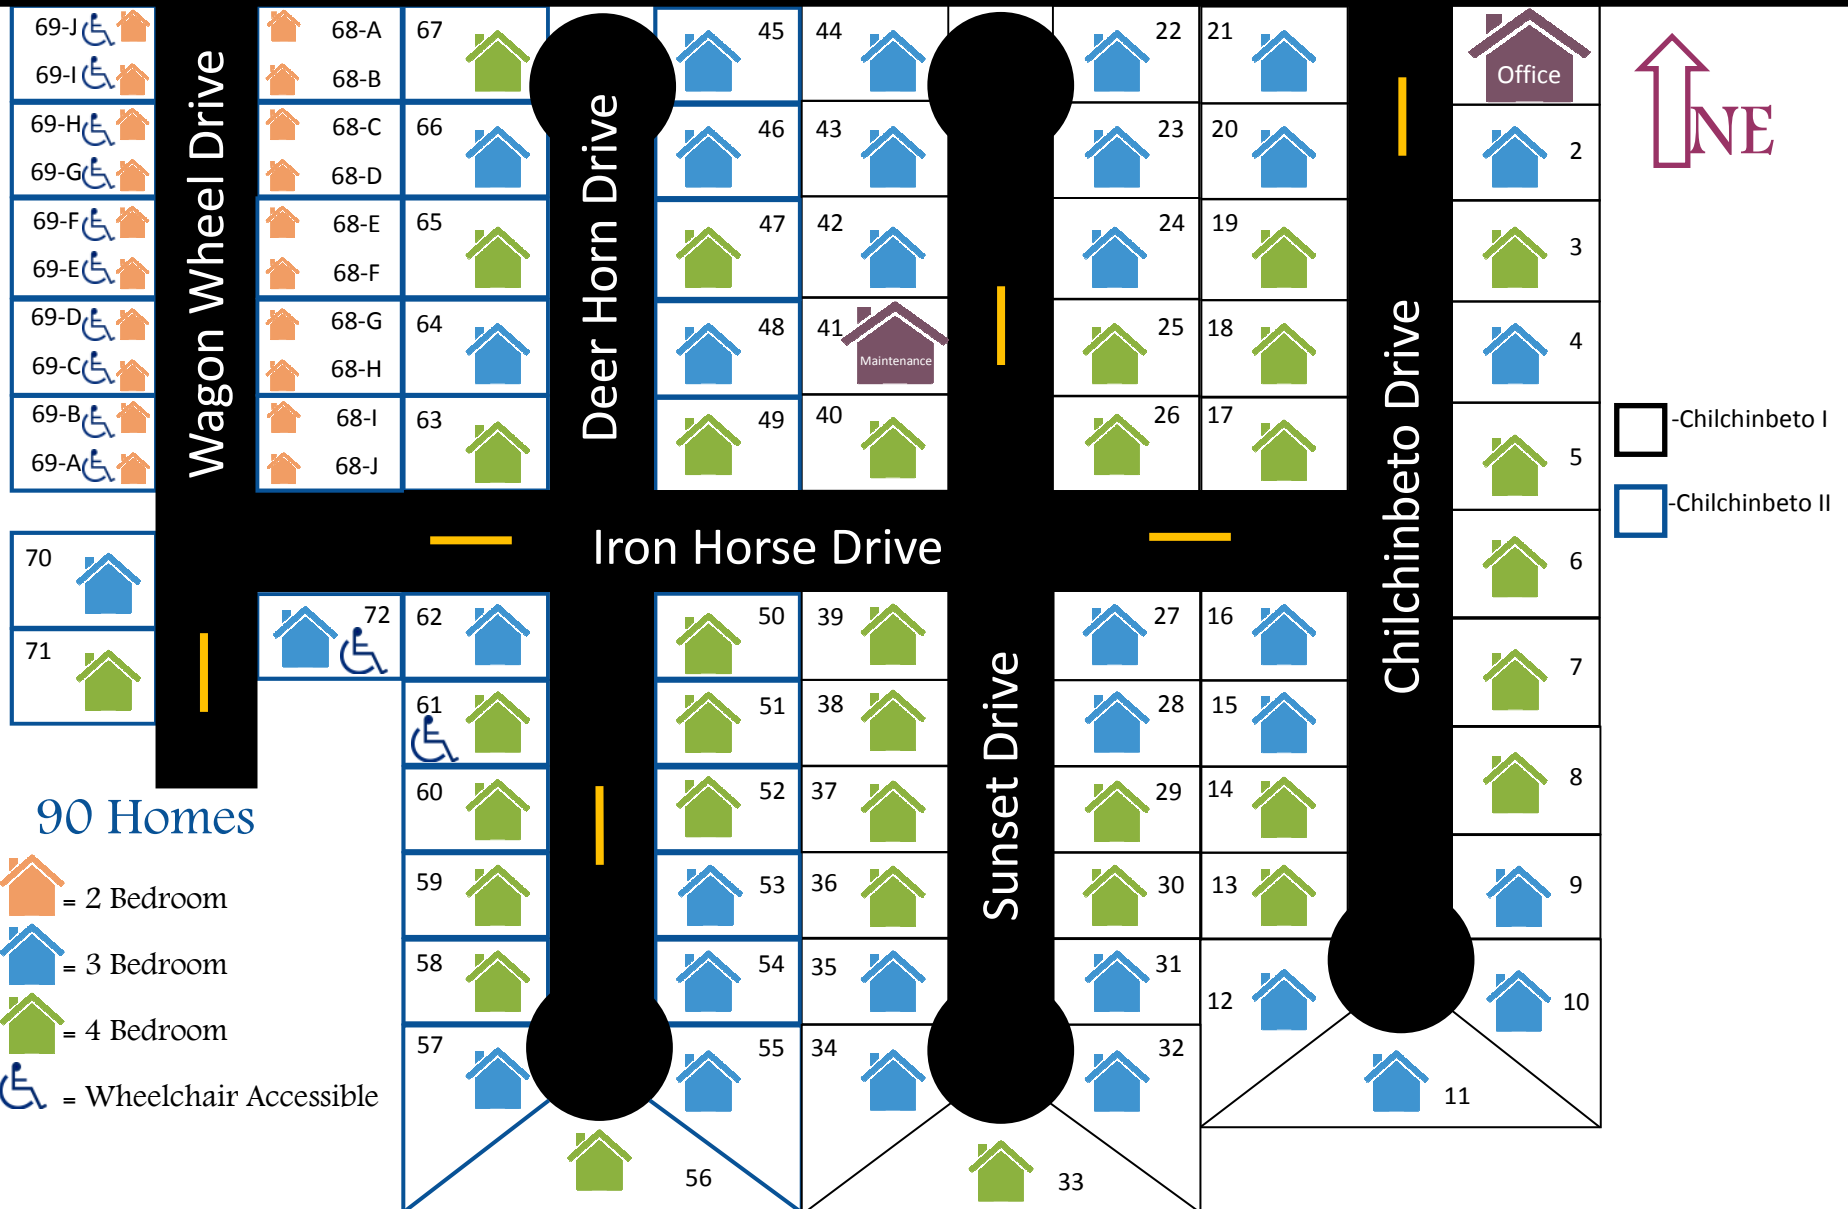 69-J
69-I
69-H
69-G
69-F
69-E
69-D
69-C
69-B
69-A
70
71
Wagon Wheel Drive
68-A
68-B
68-C
68-D
68-E
68-F
68-G
68-H
68-I
68-J
72
67
66
65
64
63
62
61
60
59
58
57
56
Deer Horn Drive
45
46
47
48
49
50
51
52
53
54
55
44
43
42
41
Maintenance
40
39
38
37
36
35
34
33
Iron Horse Drive
Sunset Drive
22
23
24
25
26
27
28
29
30
31
32
21
20
19
18
17
16
15
14
13
12
11
Chilchinbeto Drive
Office
2
3
4
5
6
7
8
9
10
NE
-Chilchinbeto I
-Chilchinbeto II
90 Homes
= 2 Bedroom
= 3 Bedroom
= 4 Bedroom
= Wheelchair Accessible